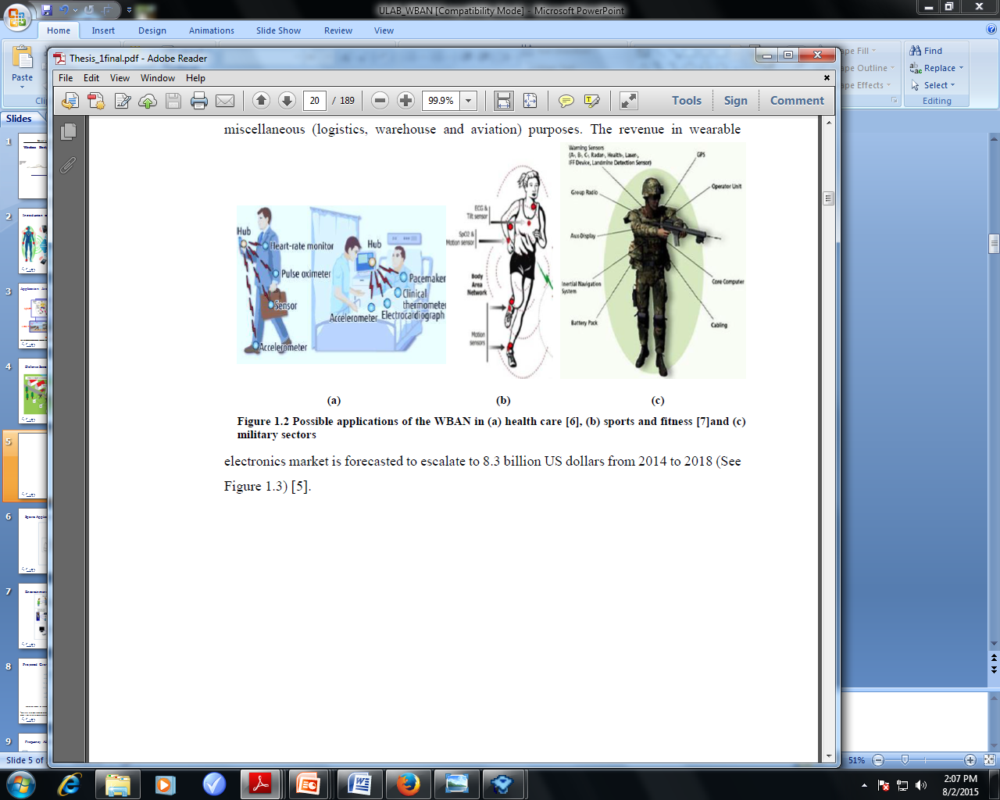 ULAB_WBAN [Compatibility Mode] - Microsoft PowerPoint
Home Insert Design Animations Slide Show Review View
Paste
Shape Fill
Shape Outline
Shape Effects
Find
Replace
Select
Editing
Thesis_1final.pdf - Adobe Reader
File Edit View Window Help
20 / 189 99.9% Tools Sign Comment
Slides
1
2
3
4
5
6
7
8
9
miscellaneous (logistics, warehouse and aviation) purposes. The revenue in wearable
Hub
Heart-rate monitor
Pulse oximeter
Sensor
Accelerometer
Hub
Pacemaker
Clinical
thermometer
Electrocardiograph
Accelerometer
ECG &
Tilt sensor
SpO2 &
Motion sensor
Body
Area
Network
Motion
sensors
Warning Sensors
(A-, B-, C-, Radar-, Health-, Laser-,
IFF Device, Landmine Detection Sensor)
GPS
Group Radio
Operator Unit
Aux-Display
Inertial Navigation
System
Core Computer
Battery Pack
Cabling
(a) (b) (c)
Figure 1.2 Possible applications of the WBAN in (a) health care [6], (b) sports and fitness [7]and (c)
military sectors
electronics market is forecasted to escalate to 8.3 billion US dollars from 2014 to 2018 (See
Figure 1.3) [5].
Slide 5 of
51%
2:07 PM
8/2/2015